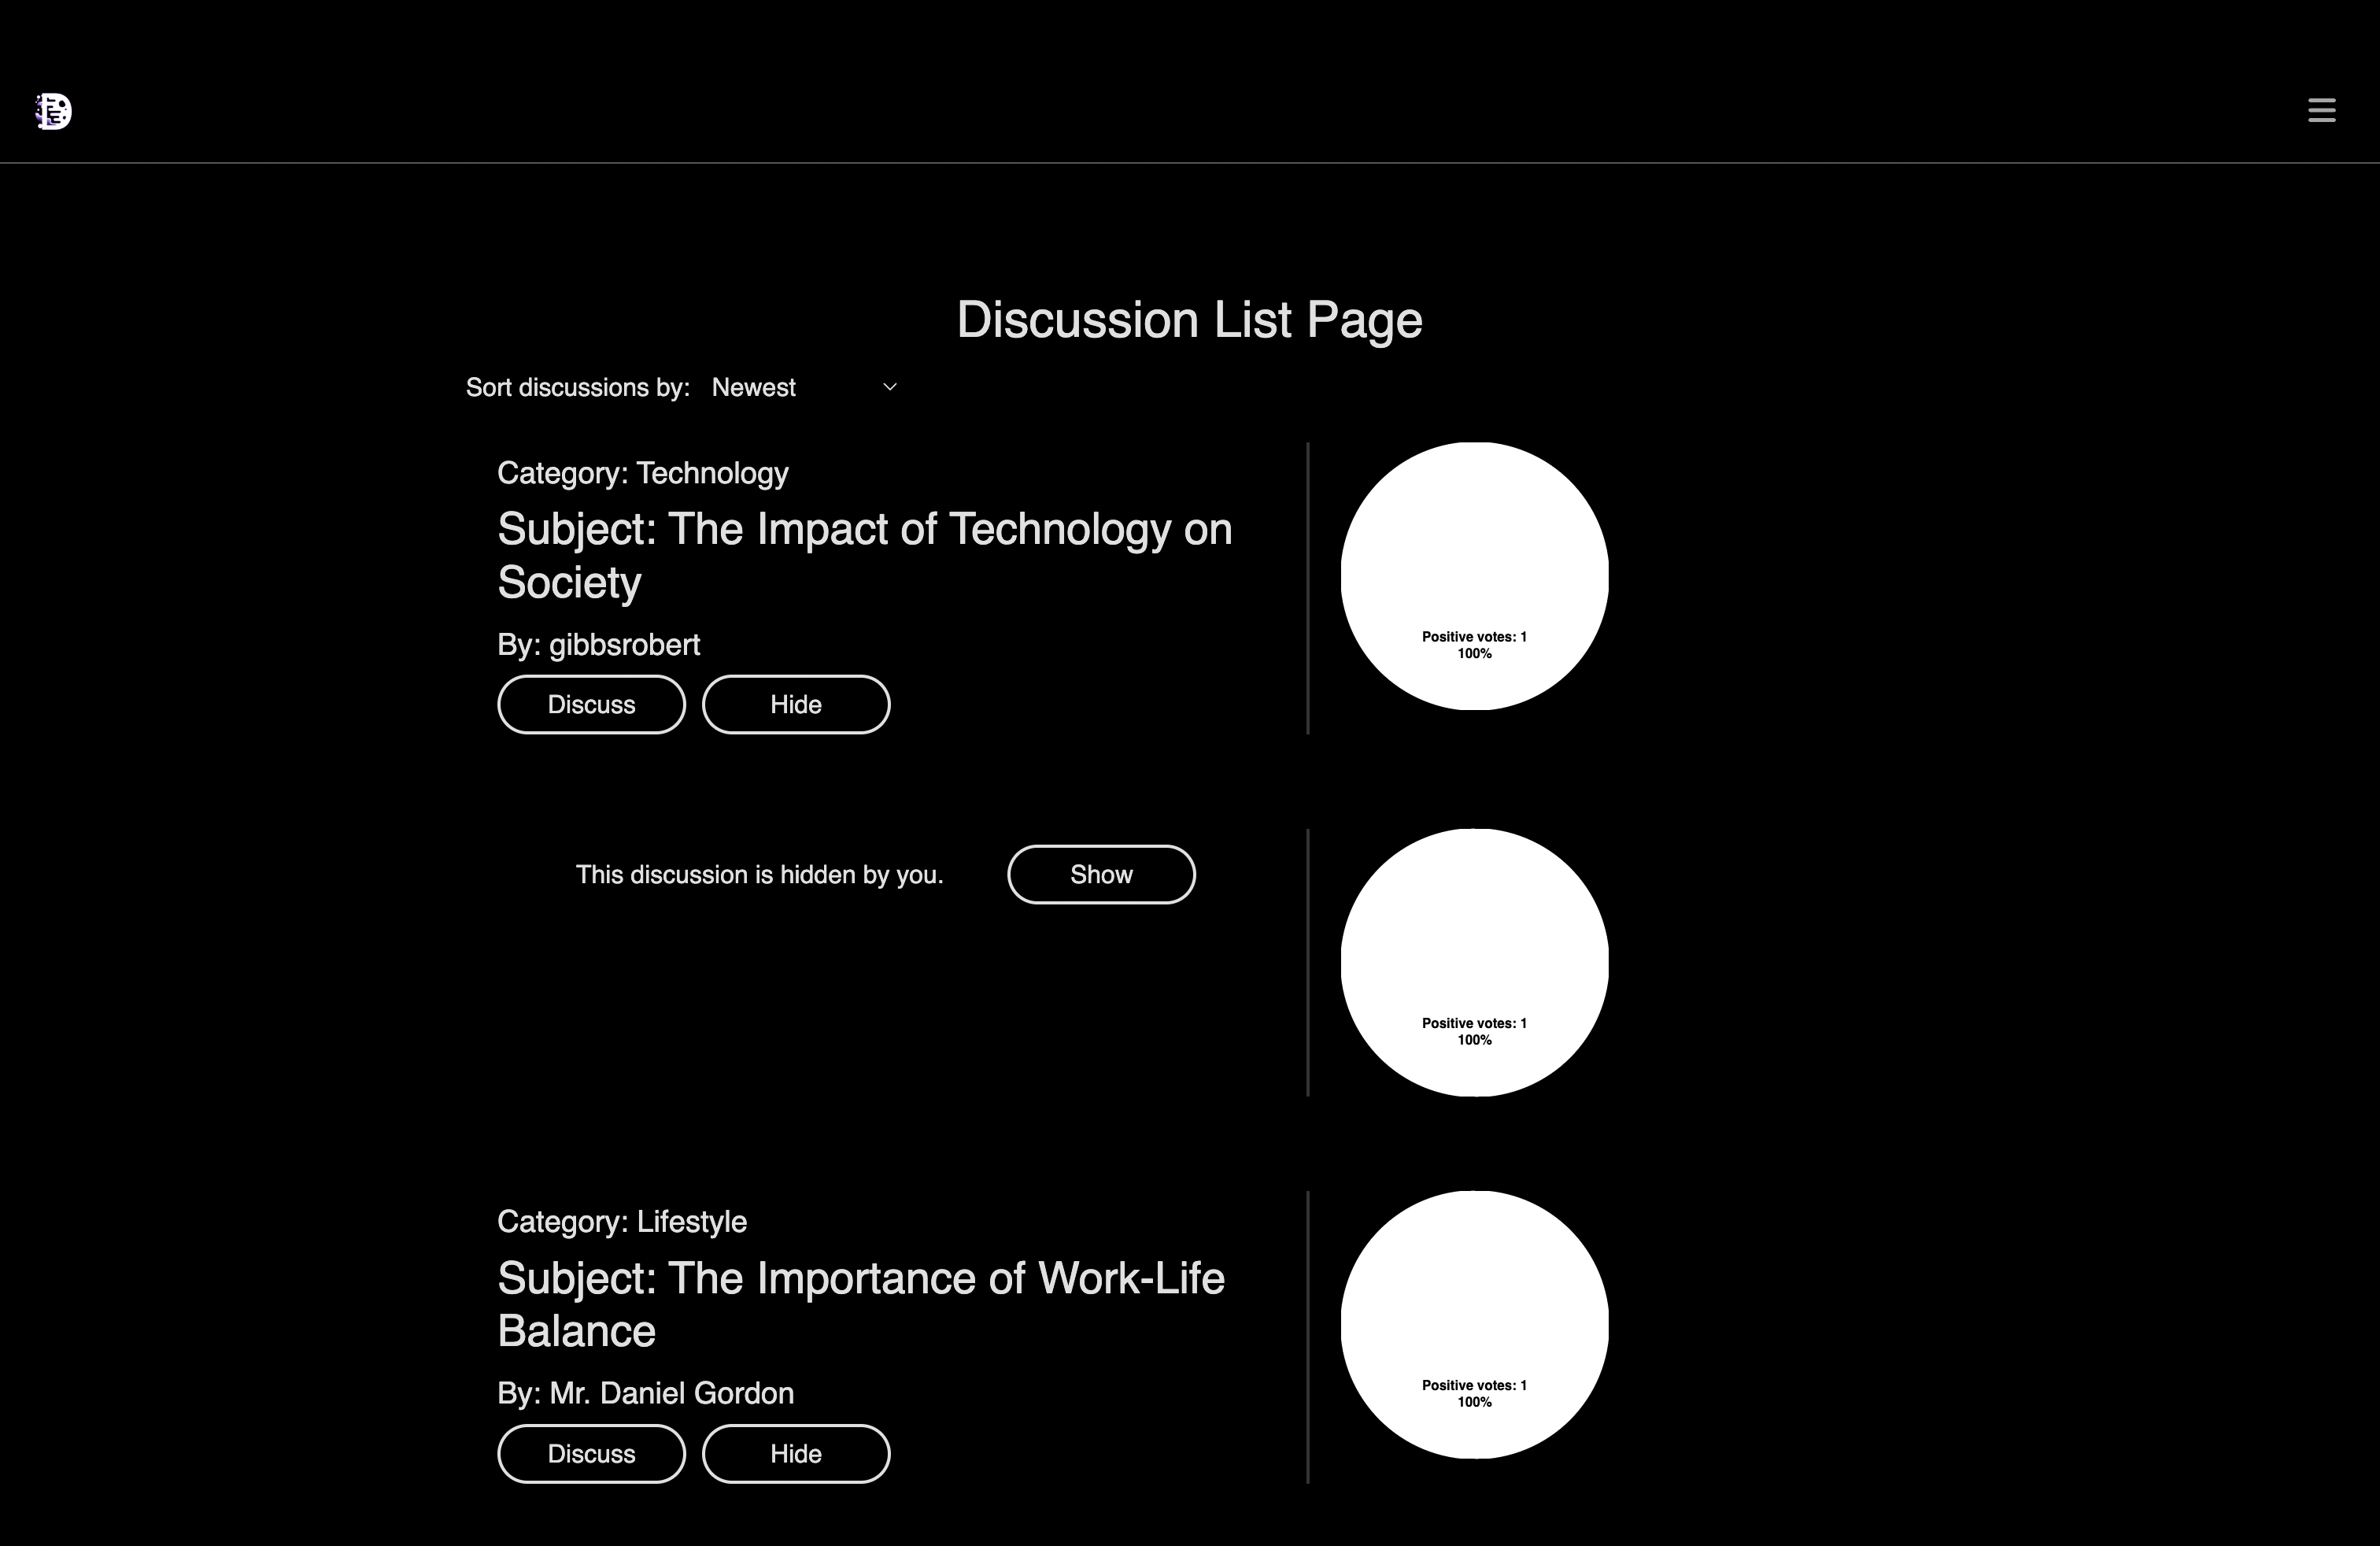 Discussion List Page
Sort discussions by: Newest
Category: Technology
Subject: The Impact of Technology on
Society
By: gibbsrobert
Discuss Hide
Positive votes: 1
100%
This discussion is hidden by you. Show
Positive votes: 1
100%
Category: Lifestyle
Subject: The Importance of Work-Life
Balance
By: Mr. Daniel Gordon
Discuss Hide
Positive votes: 1
100%